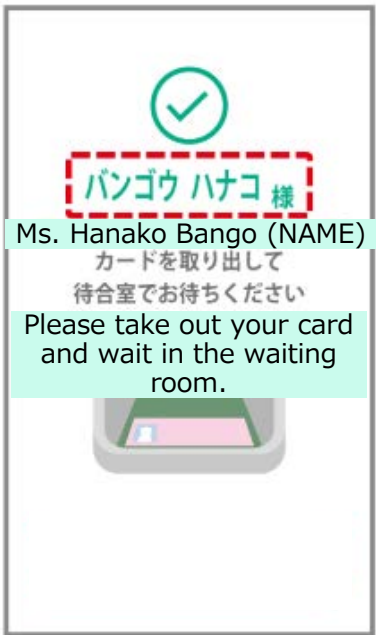 バンゴウ ハナコ 様
Ms. Hanako Bango (NAME)
カードを取り出して
待合室でお待ちください
Please take out your card
and wait in the waiting
room.